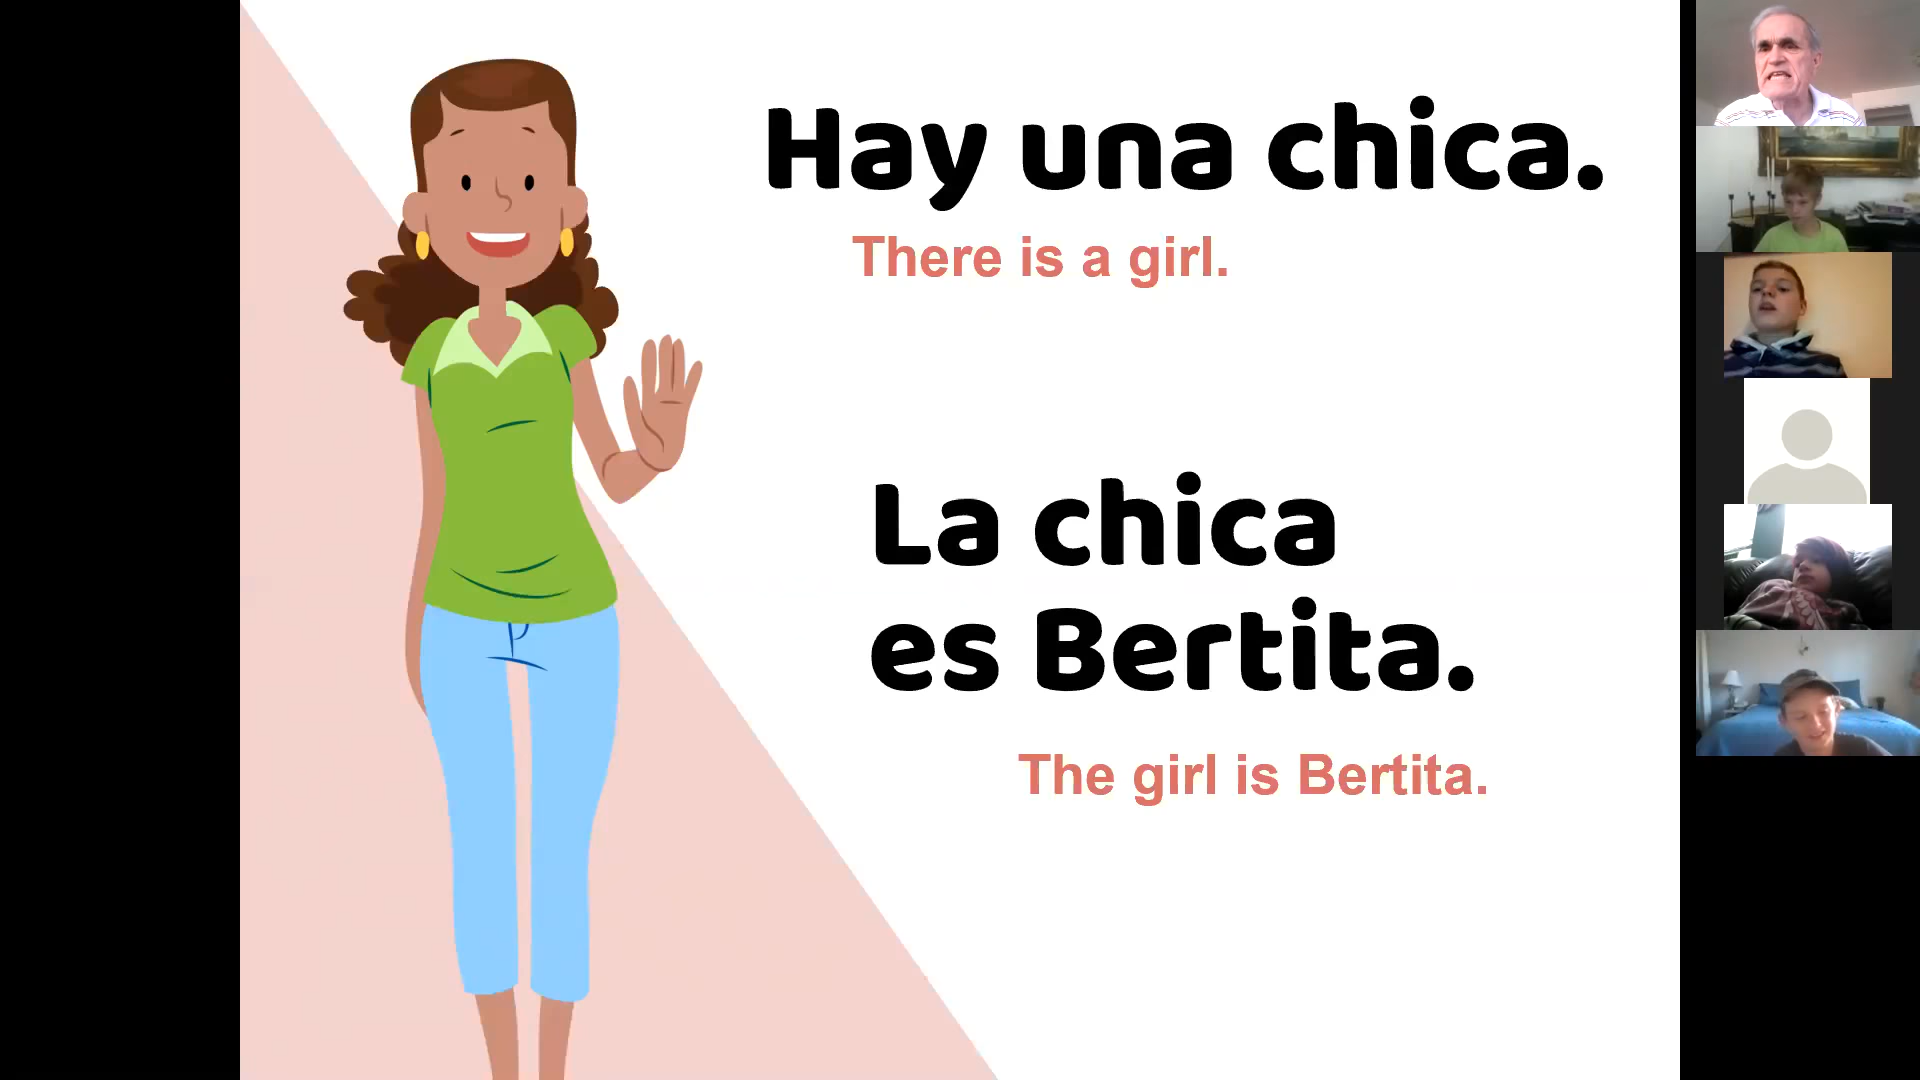 Hay una chica.
There is a girl.
La chica
es Bertita.
The girl is Bertita.